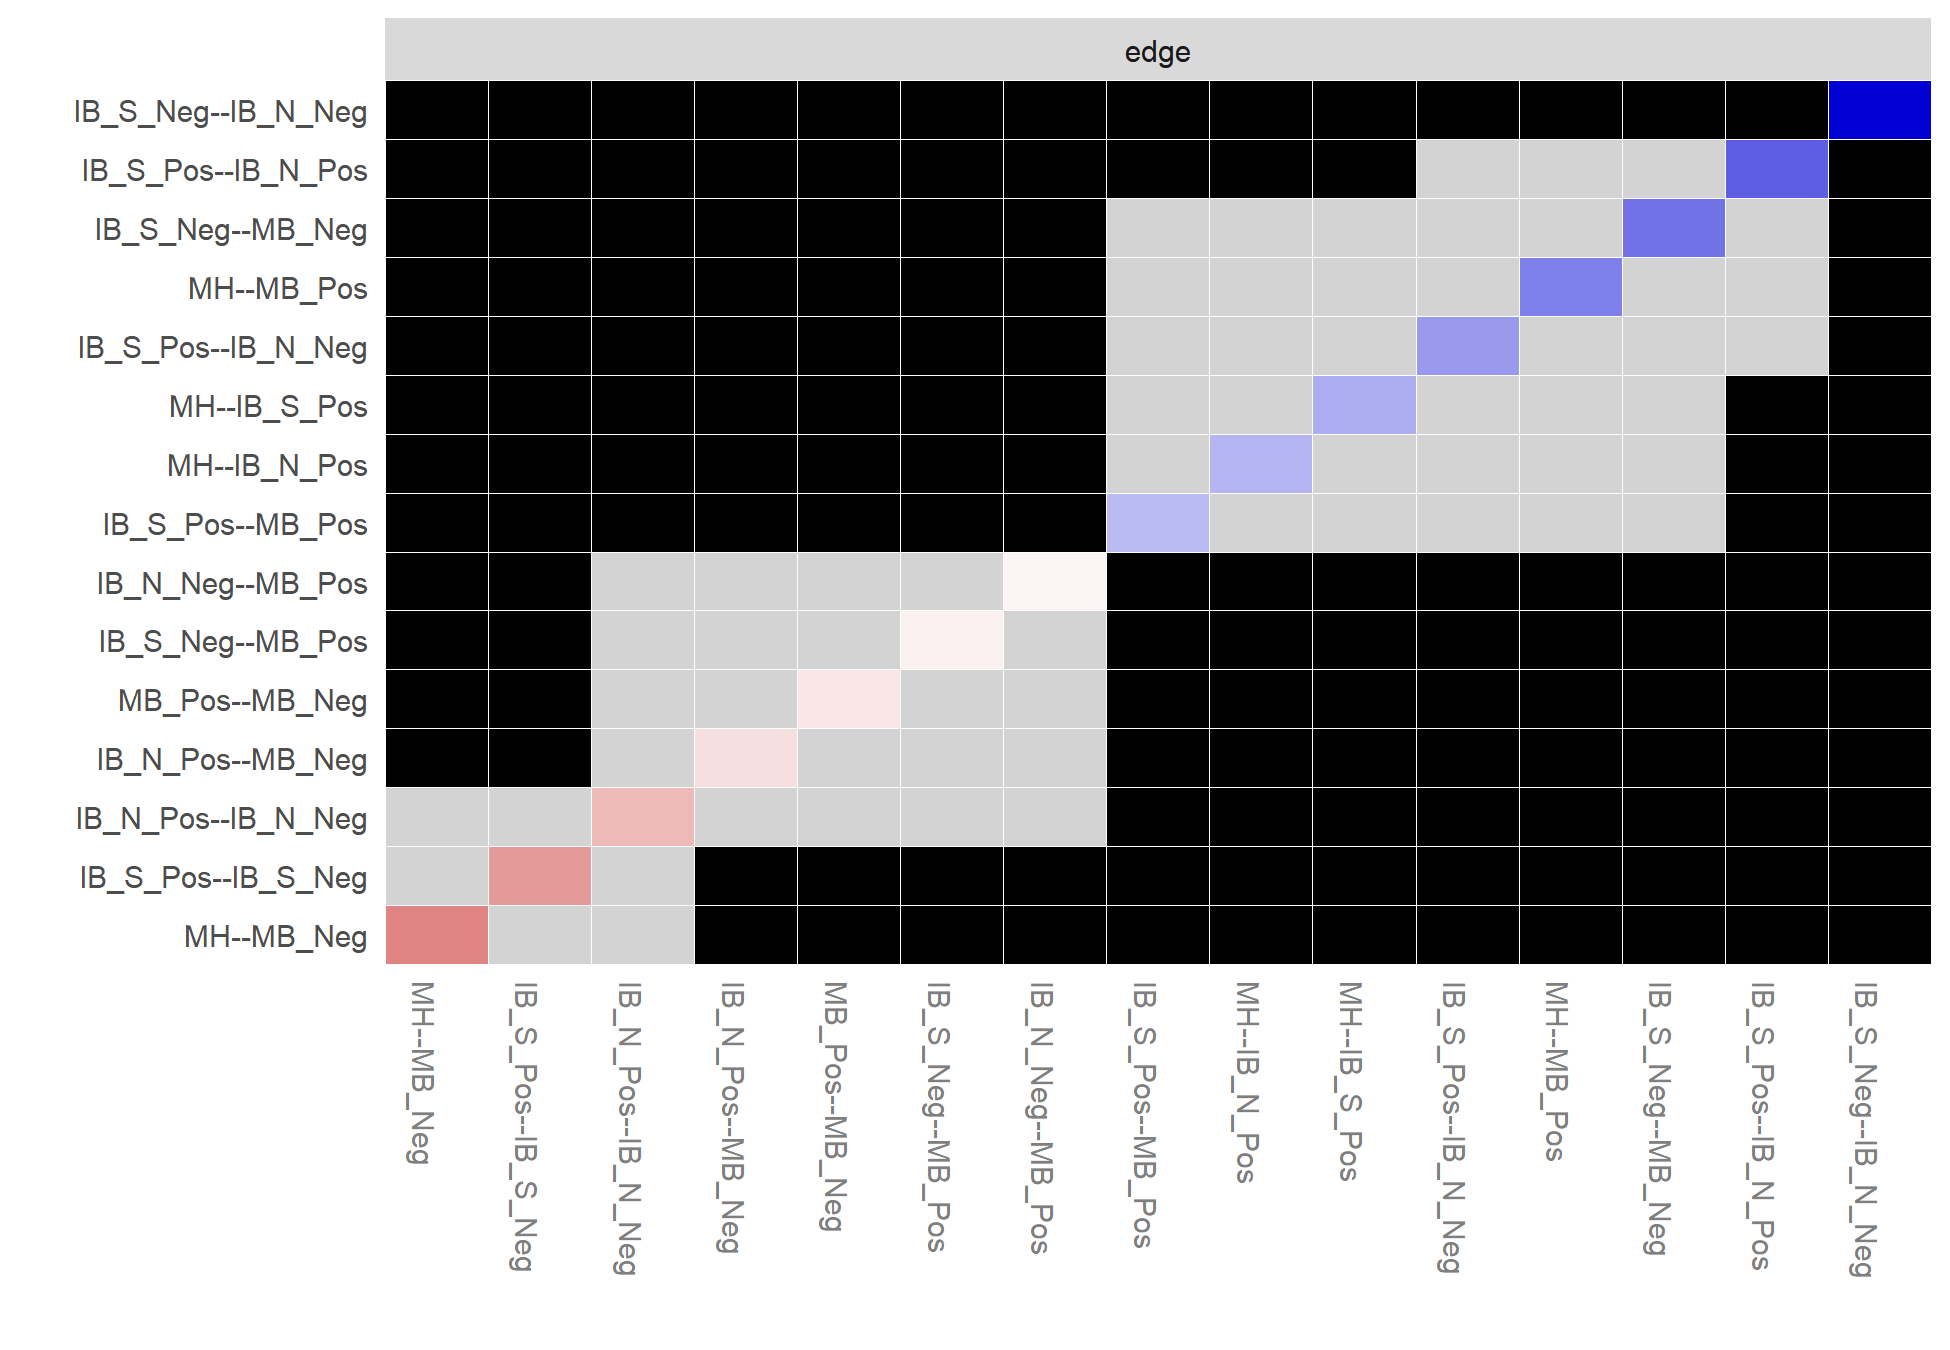 edge
IB_S_Neg--IB_N_Neg
IB_S_Pos--IB_N_Pos
IB_S_Neg--MB_Neg
MH--MB_Pos
IB_S_Pos--IB_N_Neg
MH--IB_S_Pos
MH--IB_N_Pos
IB_S_Pos--MB_Pos
IB_N_Neg--MB_Pos
IB_S_Neg--MB_Pos
MB_Pos--MB_Neg
IB_N_Pos--MB_Neg
IB_N_Pos--IB_N_Neg
IB_S_Pos--IB_S_Neg
MH--MB_Neg
MH--MB_Neg
IB_S_Pos--IB_S_Neg
IB_N_Pos--IB_N_Neg
IB_N_Pos--MB_Neg
MB_Pos--MB_Neg
IB_S_Neg--MB_Pos
IB_N_Neg--MB_Pos
IB_S_Pos--MB_Pos
MH--IB_N_Pos
MH--IB_S_Pos
IB_S_Pos--IB_N_Neg
MH--MB_Pos
IB_S_Neg--MB_Neg
IB_S_Pos--IB_N_Pos
IB_S_Neg--IB_N_Neg